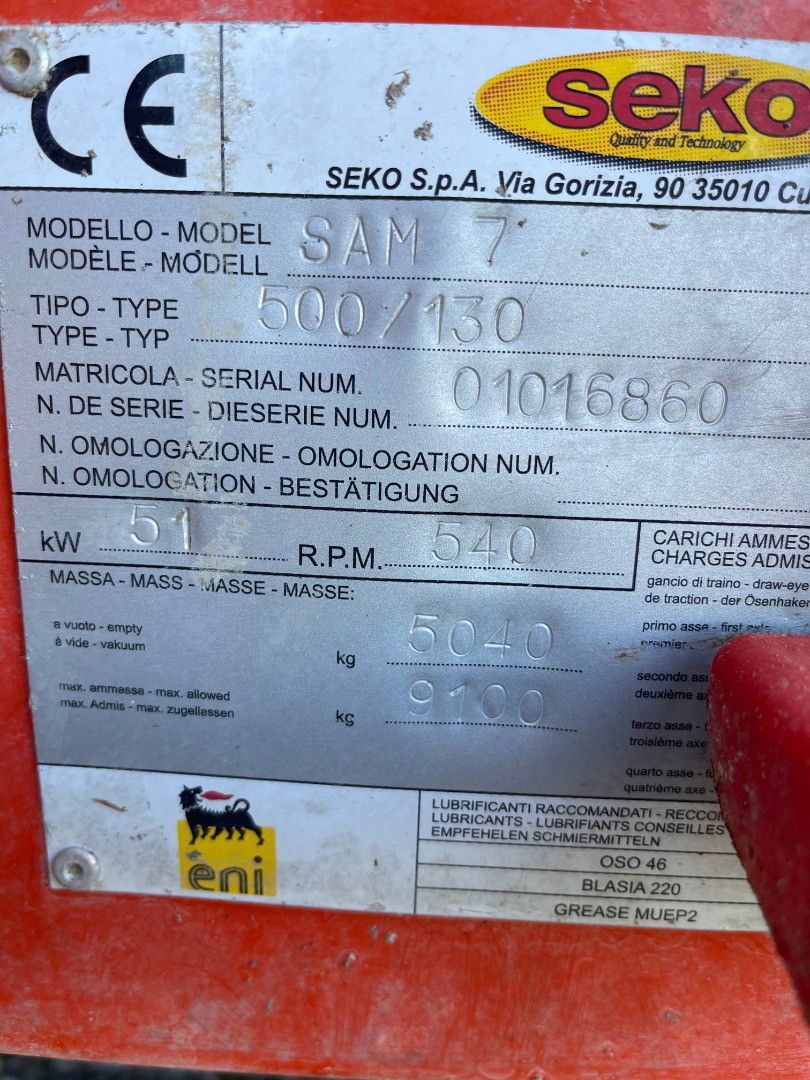 CE
seko
Quality and Technology
SEKO S.p.A. Via Gorizia, 90 35010 Cu
MODELLO - MODEL SAM 7
MODÈLE - MODELL
TIPO - TYPE 500/130
TYPE - TYP
MATRICOLA - SERIAL NUM. 01016860
N. DE SERIE - DIESERIE NUM.
N. OMOLOGAZIONE - OMOLOGATION NUM.
N. OMOLOGATION - BESTÄTIGUNG
kW 51 R.P.M. 540
CARICHI AMMES
CHARGES ADMIS
gancio di traino - draw-eye
de traction - der Ösenhaken
MASSA - MASS - MASSE - MASSE:
a vuoto - empty
è vide - vakuum
kg 5040
max. ammessa - max. allowed
max. Admis - max. zugellassen
kg 9100
primo asse - first axle
premier
secondo ass
deuxième a
terzo asse -
troisième axe
quarto asse - f
quatrième axe -
eni
LUBRIFICANTI RACCOMANDATI - RECCO
LUBRICANTS - LUBRIFIANTS CONSEILLES
EMPFEHELEN SCHMIERMITTELN
OSO 46
BLASIA 220
GREASE MUEP2